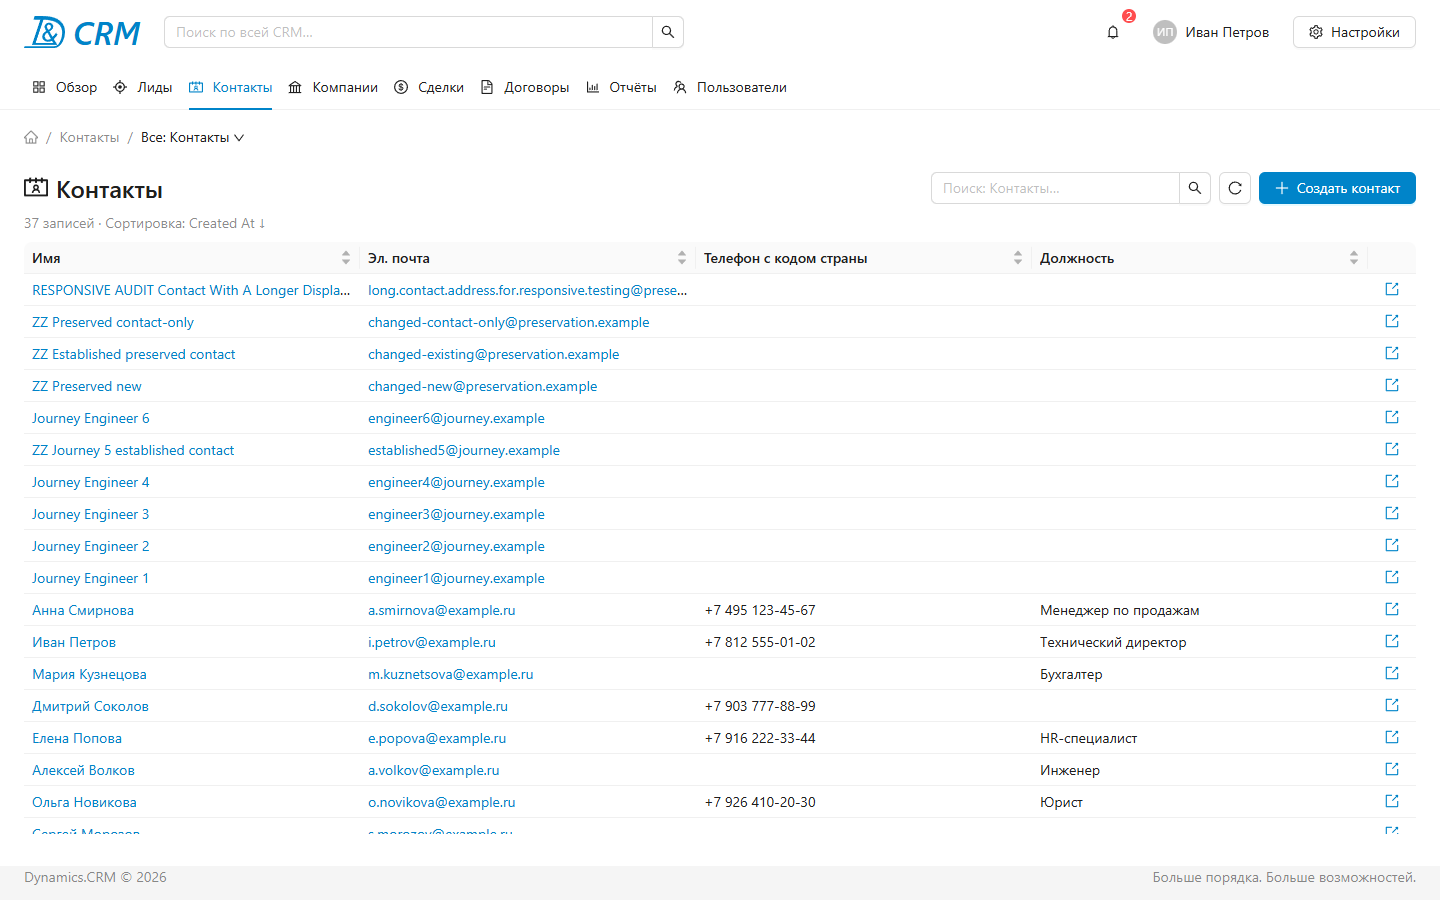 D& CRM
Поиск по всей CRM...
2
ИП Иван Петров
Настройки
Обзор Лиды Контакты Компании Сделки Договоры Отчёты Пользователи
/ Контакты / Все: Контакты
Контакты
Поиск: Контакты...
Создать контакт
37 записей · Сортировка: Created At ↓
Имя Эл. почта Телефон с кодом страны Должность
RESPONSIVE AUDIT Contact With A Longer Displa... long.contact.address.for.responsive.testing@prese...
ZZ Preserved contact-only changed-contact-only@preservation.example
ZZ Established preserved contact changed-existing@preservation.example
ZZ Preserved new changed-new@preservation.example
Journey Engineer 6 engineer6@journey.example
ZZ Journey 5 established contact established5@journey.example
Journey Engineer 4 engineer4@journey.example
Journey Engineer 3 engineer3@journey.example
Journey Engineer 2 engineer2@journey.example
Journey Engineer 1 engineer1@journey.example
Анна Смирнова a.smirnova@example.ru +7 495 123-45-67 Менеджер по продажам
Иван Петров i.petrov@example.ru +7 812 555-01-02 Технический директор
Мария Кузнецова m.kuznetsova@example.ru Бухгалтер
Дмитрий Соколов d.sokolov@example.ru +7 903 777-88-99
Елена Попова e.popova@example.ru +7 916 222-33-44 HR-специалист
Алексей Волков a.volkov@example.ru Инженер
Ольга Новикова o.novikova@example.ru +7 926 410-20-30 Юрист
Сергей Морозов s.morozov@example.ru
Dynamics.CRM © 2026
Больше порядка. Больше возможностей.